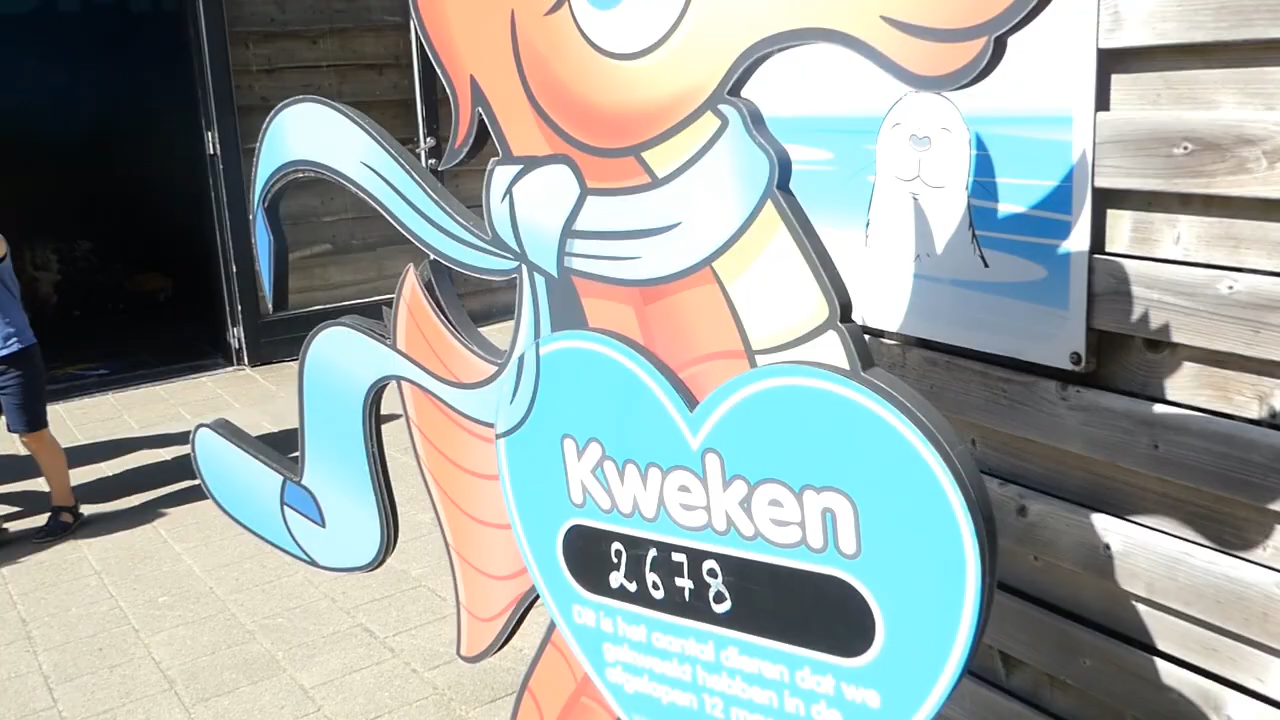 Kweken
2678
Dit is het aantal dieren dat we
gekweekt hebben in de
afgelopen 12